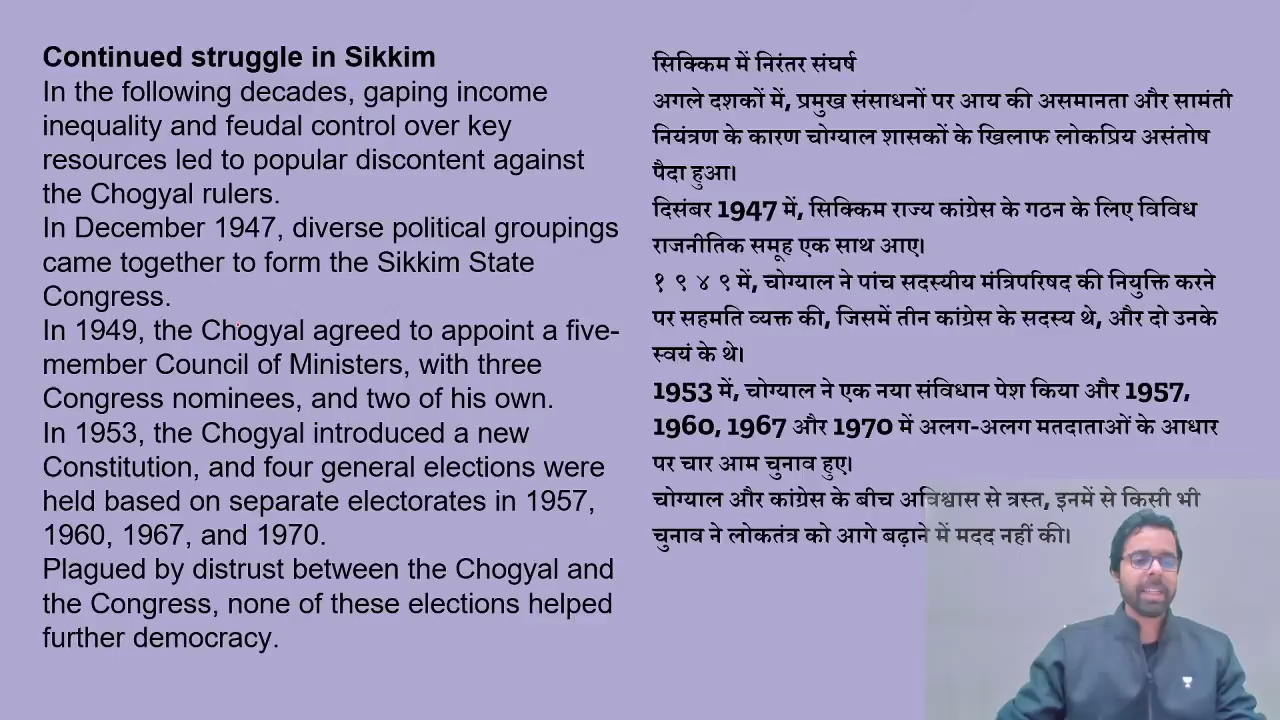 Continued struggle in Sikkim
In the following decades, gaping income
inequality and feudal control over key
resources led to popular discontent against
the Chogyal rulers.
In December 1947, diverse political groupings
came together to form the Sikkim State
Congress.
In 1949, the Chogyal agreed to appoint a five-
member Council of Ministers, with three
Congress nominees, and two of his own.
In 1953, the Chogyal introduced a new
Constitution, and four general elections were
held based on separate electorates in 1957,
1960, 1967, and 1970.
Plagued by distrust between the Chogyal and
the Congress, none of these elections helped
further democracy.
सिक्किम में निरंतर संघर्ष
अगले दशकों में, प्रमुख संसाधनों पर आय की असमानता और सामंती
नियंत्रण के कारण चोग्याल शासकों के खिलाफ लोकप्रिय असंतोष
पैदा हुआ।
दिसंबर 1947 में, सिक्किम राज्य कांग्रेस के गठन के लिए विविध
राजनीतिक समूह एक साथ आए।
१ ९ ४ ९ में, चोग्याल ने पांच सदस्यीय मंत्रिपरिषद की नियुक्ति करने
पर सहमति व्यक्त की, जिसमें तीन कांग्रेस के सदस्य थे, और दो उनके
स्वयं के थे।
1953 में, चोग्याल ने एक नया संविधान पेश किया और 1957,
1960, 1967 और 1970 में अलग-अलग मतदाताओं के आधार
पर चार आम चुनाव हुए।
चोग्याल और कांग्रेस के बीच अविश्वास से त्रस्त, इनमें से किसी भी
चुनाव ने लोकतंत्र को आगे बढ़ाने में मदद नहीं की।